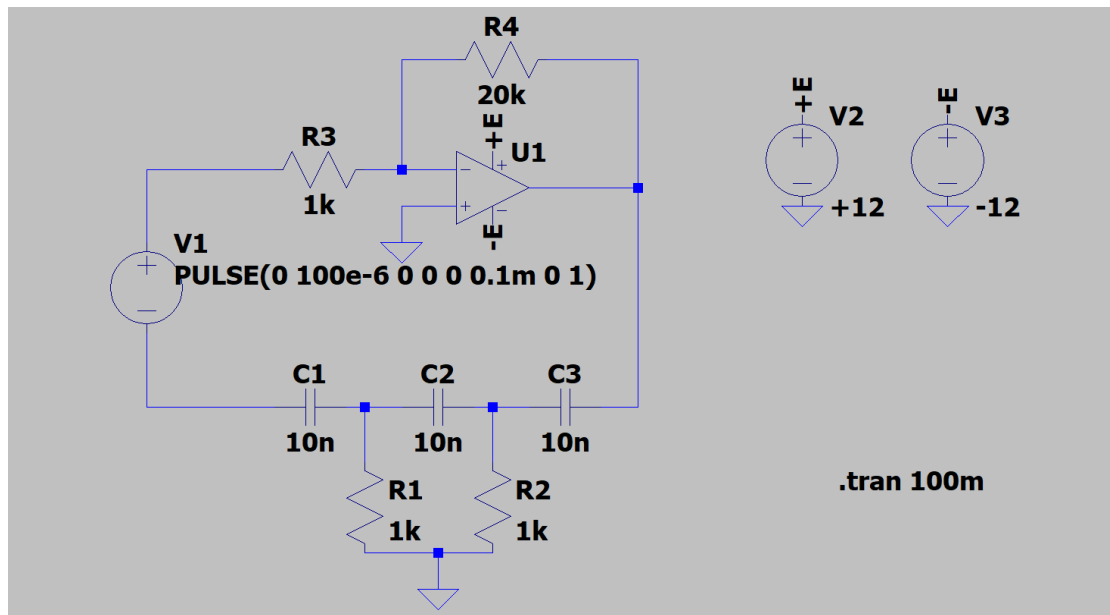 R4
20k
+E
-E
V2
V3
+12
-12
R3
1k
+E
U1
-E
V1
PULSE(0 100e-6 0 0 0 0.1m 0 1)
C1
C2
C3
10n
10n
10n
R1
1k
R2
1k
.tran 100m